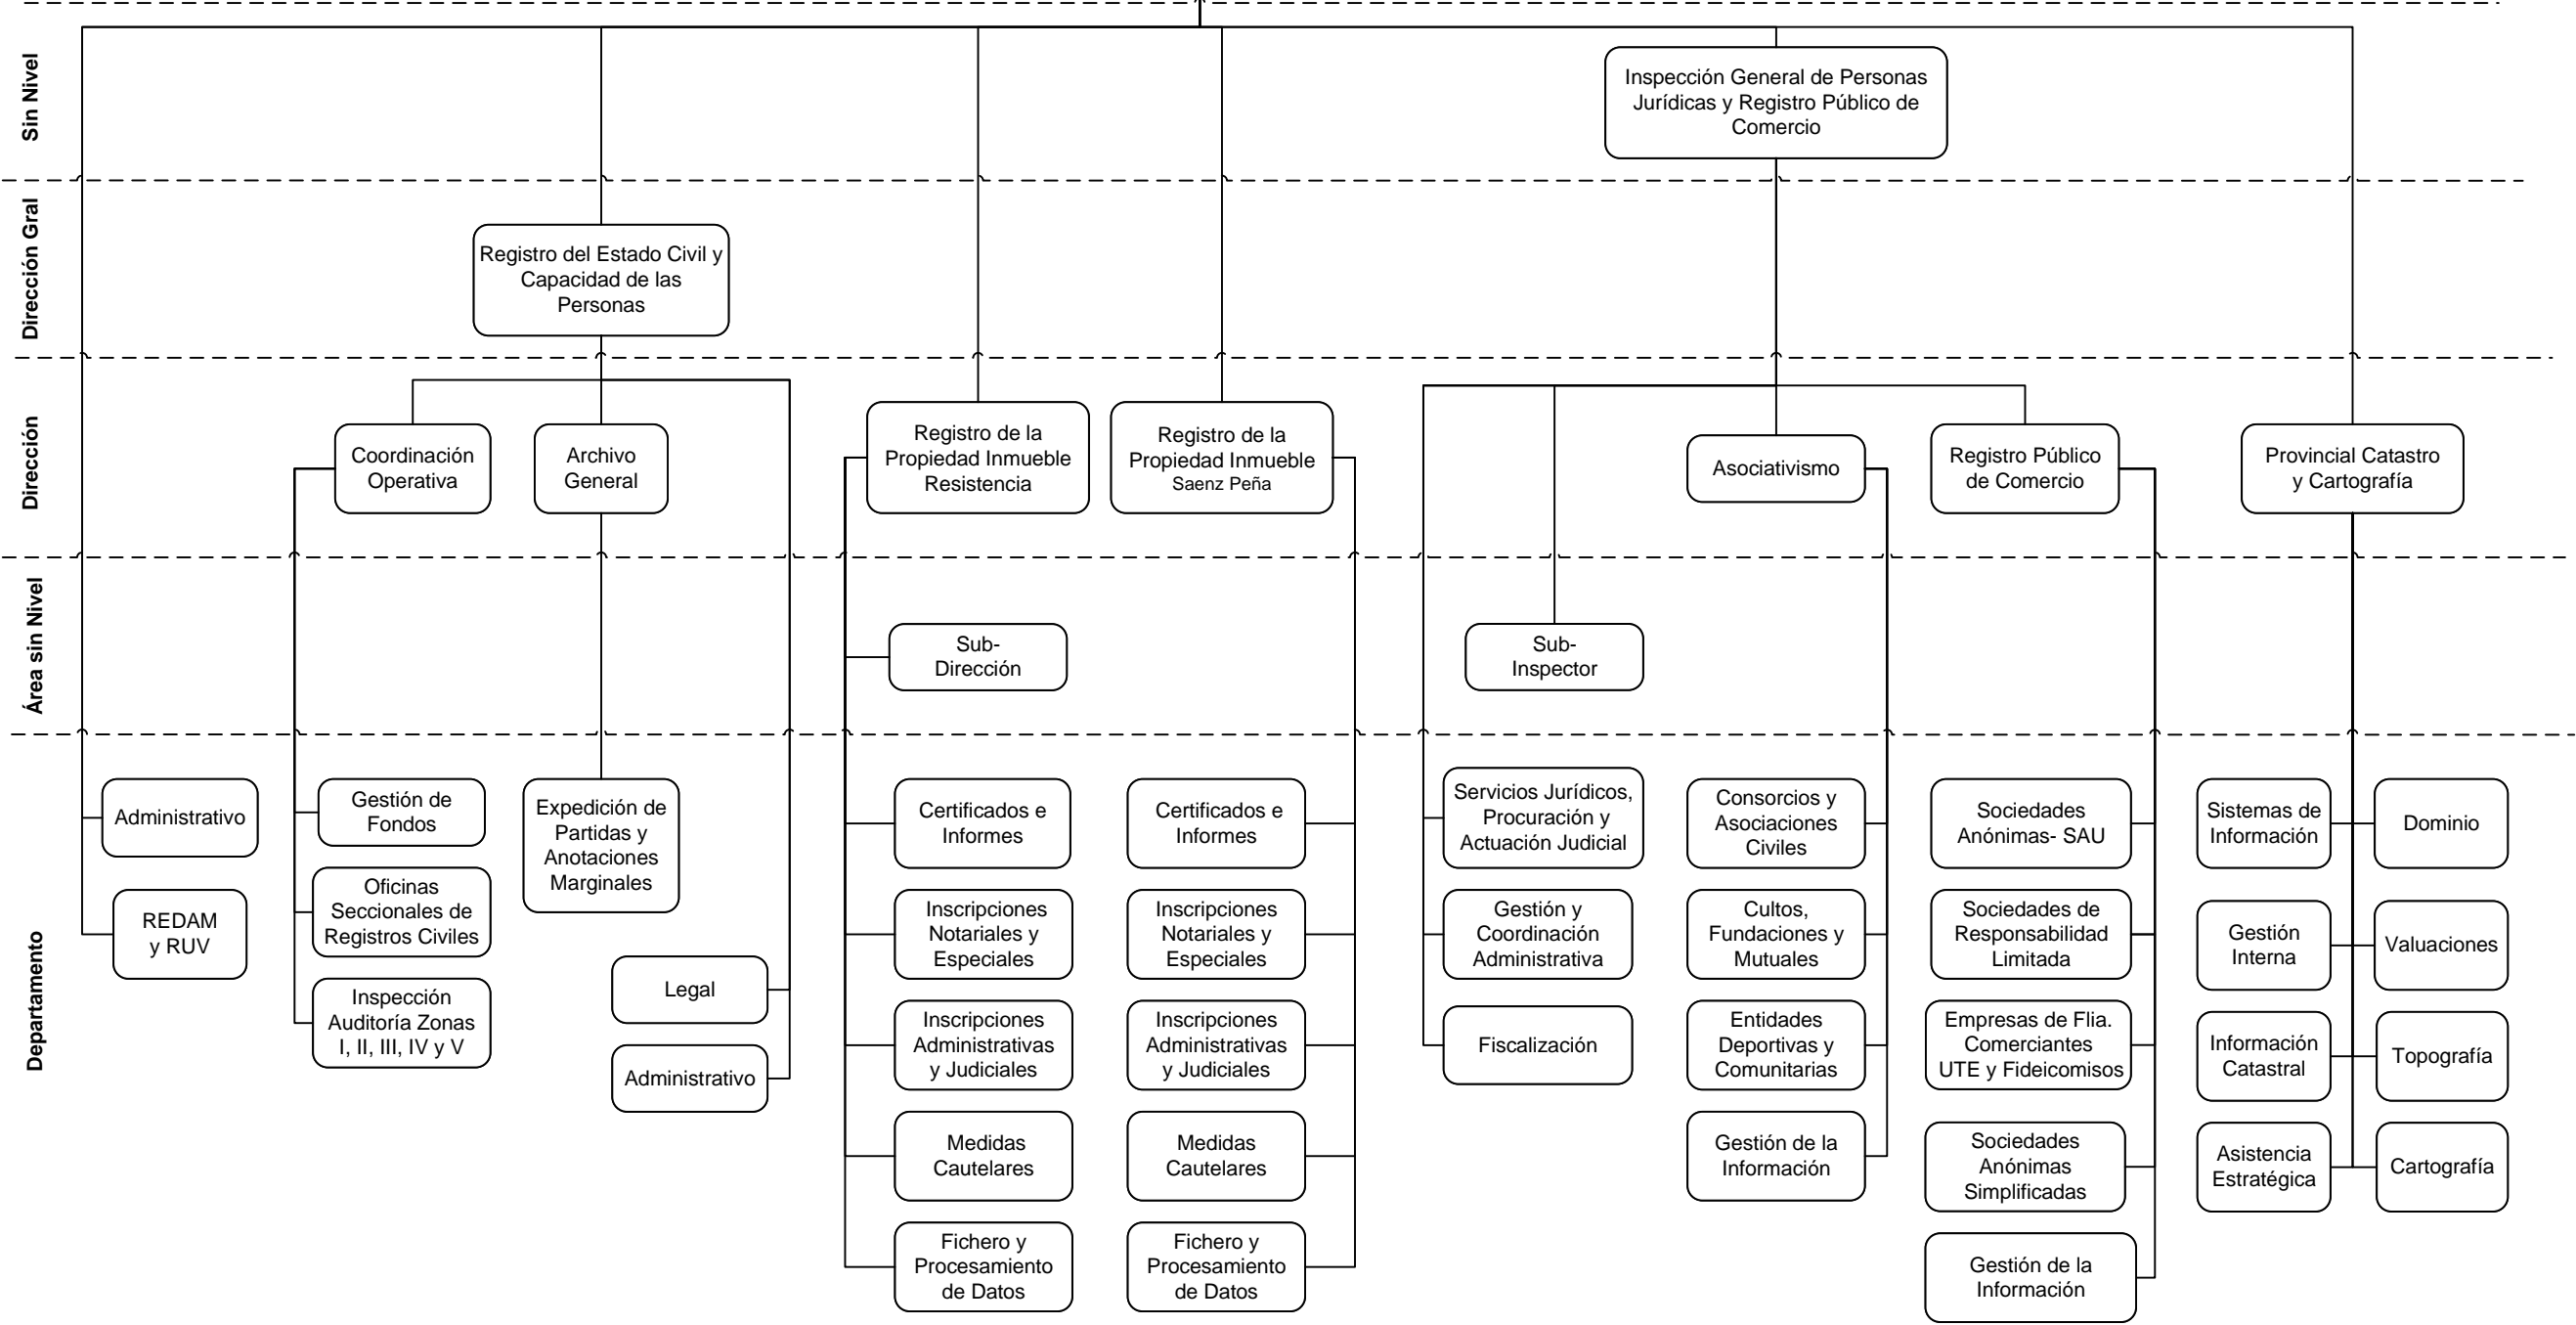 Sin Nivel
Inspección General de Personas
Jurídicas y Registro Público de
Comercio
Dirección Gral
Registro del Estado Civil y
Capacidad de las
Personas
Dirección
Coordinación
Operativa
Archivo
General
Registro de la
Propiedad Inmueble
Resistencia
Registro de la
Propiedad Inmueble
Saenz Peña
Asociativismo
Registro Público
de Comercio
Provincial Catastro
y Cartografía
Área sin Nivel
Sub-
Dirección
Sub-
Inspector
Departamento
Administrativo
REDAM
y RUV
Gestión de
Fondos
Oficinas
Seccionales de
Registros Civiles
Inspección
Auditoría Zonas
I, II, III, IV y V
Expedición de
Partidas y
Anotaciones
Marginales
Legal
Administrativo
Certificados e
Informes
Inscripciones
Notariales y
Especiales
Inscripciones
Administrativas
y Judiciales
Medidas
Cautelares
Fichero y
Procesamiento
de Datos
Certificados e
Informes
Inscripciones
Notariales y
Especiales
Inscripciones
Administrativas
y Judiciales
Medidas
Cautelares
Fichero y
Procesamiento
de Datos
Servicios Jurídicos,
Procuración y
Actuación Judicial
Gestión y
Coordinación
Administrativa
Fiscalización
Consorcios y
Asociaciones
Civiles
Cultos,
Fundaciones y
Mutuales
Entidades
Deportivas y
Comunitarias
Gestión de la
Información
Sociedades
Anónimas- SAU
Sociedades de
Responsabilidad
Limitada
Empresas de Flia.
Comerciantes
UTE y Fideicomisos
Sociedades
Anónimas
Simplificadas
Gestión de la
Información
Sistemas de
Información
Gestión
Interna
Información
Catastral
Asistencia
Estratégica
Dominio
Valuaciones
Topografía
Cartografía